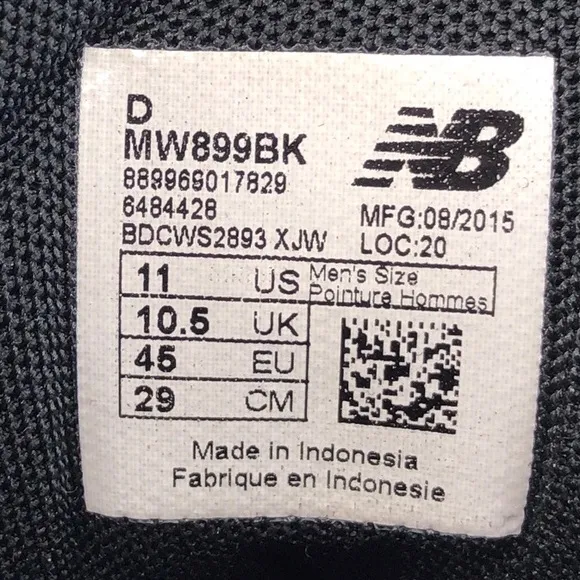 D
MW899BK
889969017829
6484428
BDCWS2893 XJW
NB
MFG:08/2015
LOC:20
11 US Men's Size
Pointure Hommes
10.5 UK
45 EU
29 CM
Made in Indonesia
Fabrique en Indonesie